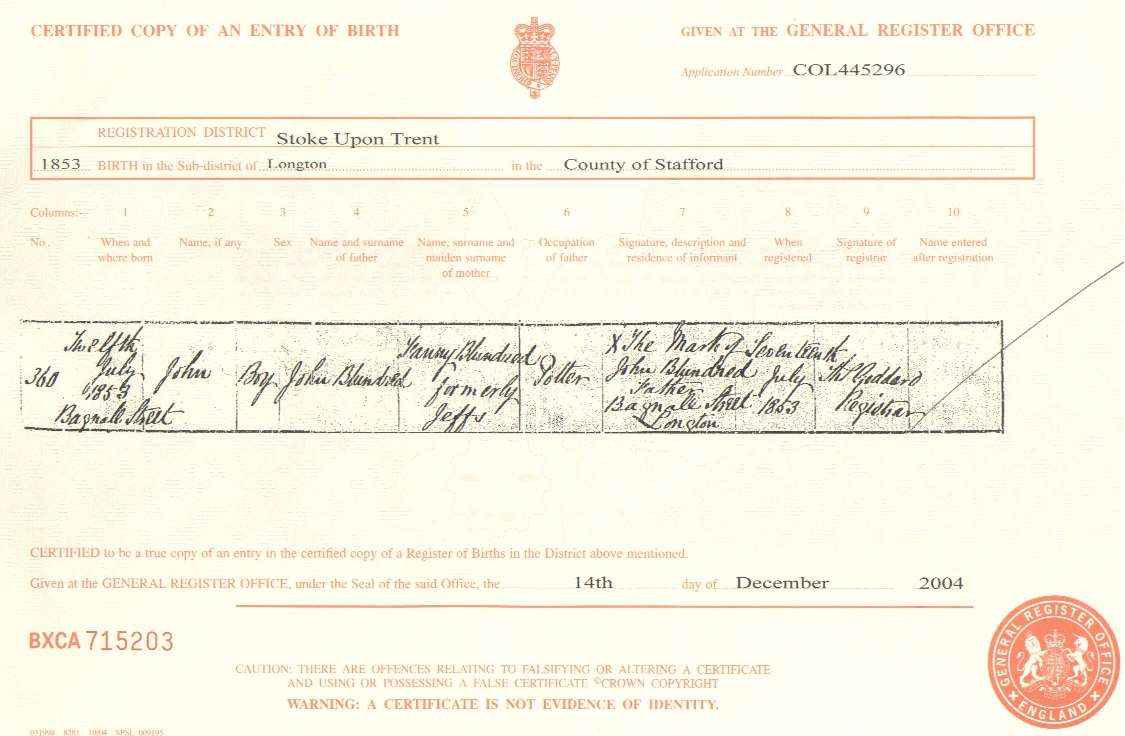 CERTIFIED COPY OF AN ENTRY OF BIRTH
GIVEN AT THE GENERAL REGISTER OFFICE
Application Number COL445296
REGISTRATION DISTRICT Stoke Upon Trent
1853 BIRTH in the Sub-district of Longton in the County of Stafford
Columns:- 1 2 3 4 5 6 7 8 9 10
No. When and where born Name, if any Sex Name and surname of father Name, surname and maiden surname of mother Occupation of father Signature, description and residence of informant When registered Signature of registrar Name entered after registration
360
Twelfth
July
1853
Bagnall Street
John
Boy
John Blundred
Fanny Blundred
formerly
Jeffs
Potter
X The Mark of
John Blundred
Father
Bagnall Street
Longton
Seventeenth
July
1853
Goddard
Registrar
CERTIFIED to be a true copy of an entry in the certified copy of a Register of Births in the District above mentioned.
Given at the GENERAL REGISTER OFFICE, under the Seal of the said Office, the 14th day of December 2004
BXCA 715203
CAUTION: THERE ARE OFFENCES RELATING TO FALSIFYING OR ALTERING A CERTIFICATE
AND USING OR POSSESSING A FALSE CERTIFICATE ©CROWN COPYRIGHT
WARNING: A CERTIFICATE IS NOT EVIDENCE OF IDENTITY.
GENERAL REGISTER OFFICE
ENGLAND
031998 8281 10/04 SPSL 009195